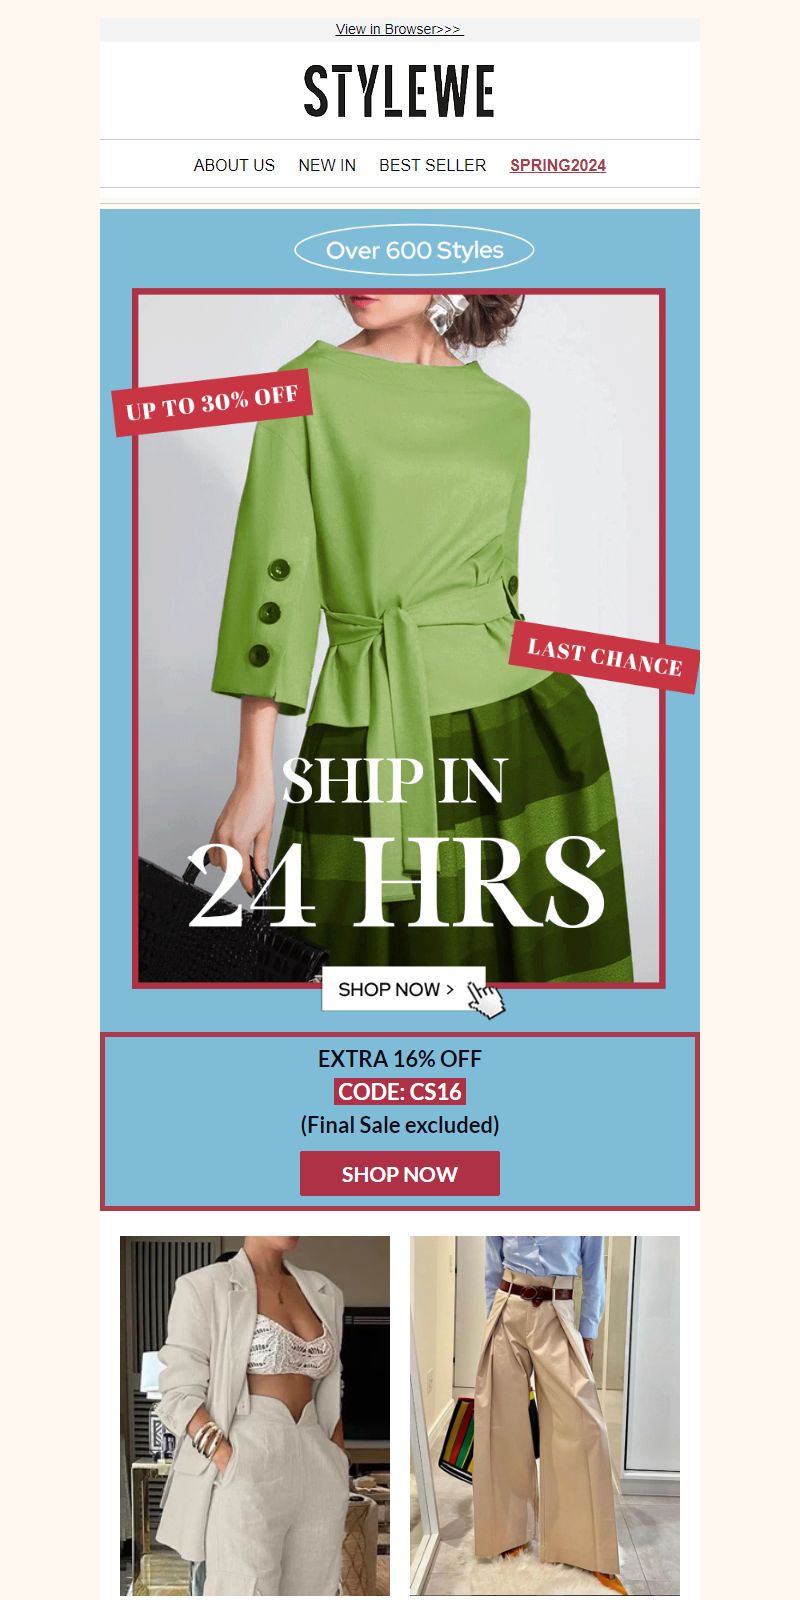 View in Browser>>>
STYLEWE
ABOUT US NEW IN BEST SELLER SPRING2024
Over 600 Styles
UP TO 30% OFF
LAST CHANCE
SHIP IN
24 HRS
SHOP NOW >
EXTRA 16% OFF
CODE: CS16
(Final Sale excluded)
SHOP NOW